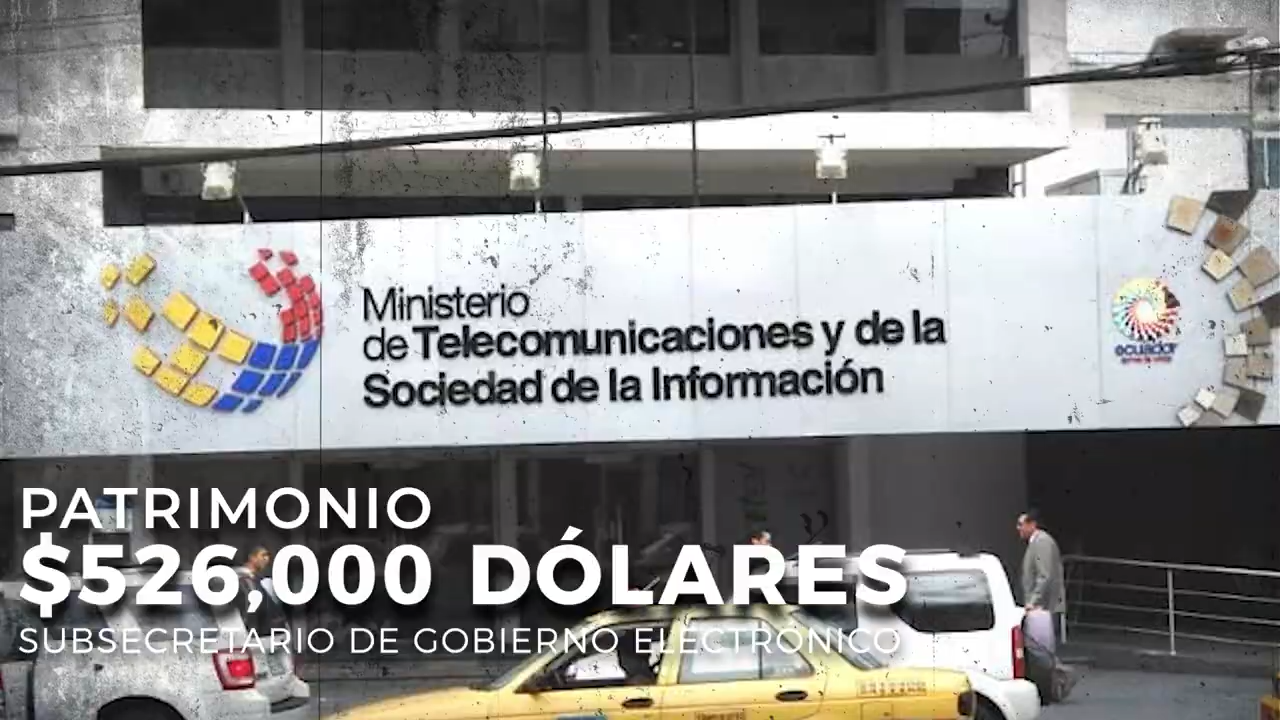 Ministerio
de Telecomunicaciones y de la
Sociedad de la Información
ecuador
PATRIMONIO
$526,000 DÓLARES
SUBSECRETARIO DE GOBIERNO ELECTRÓNICO